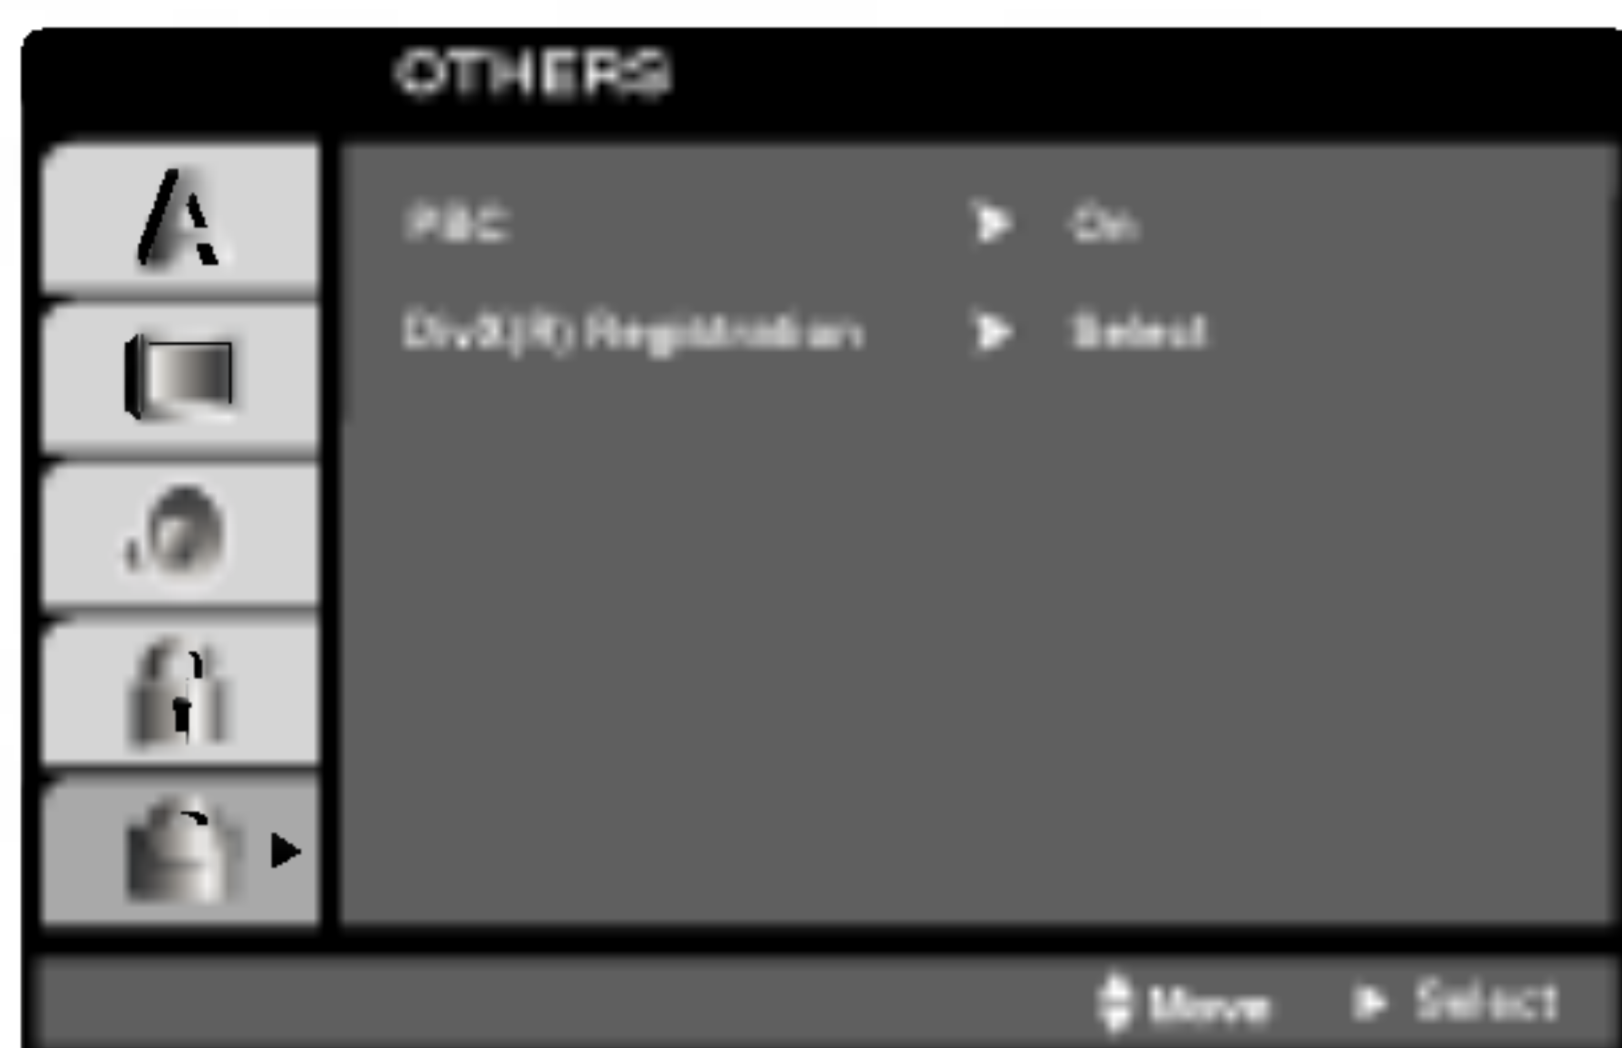 OTHERS
PBC ► On
DivX(R) Registration ► Select
Move ► Select